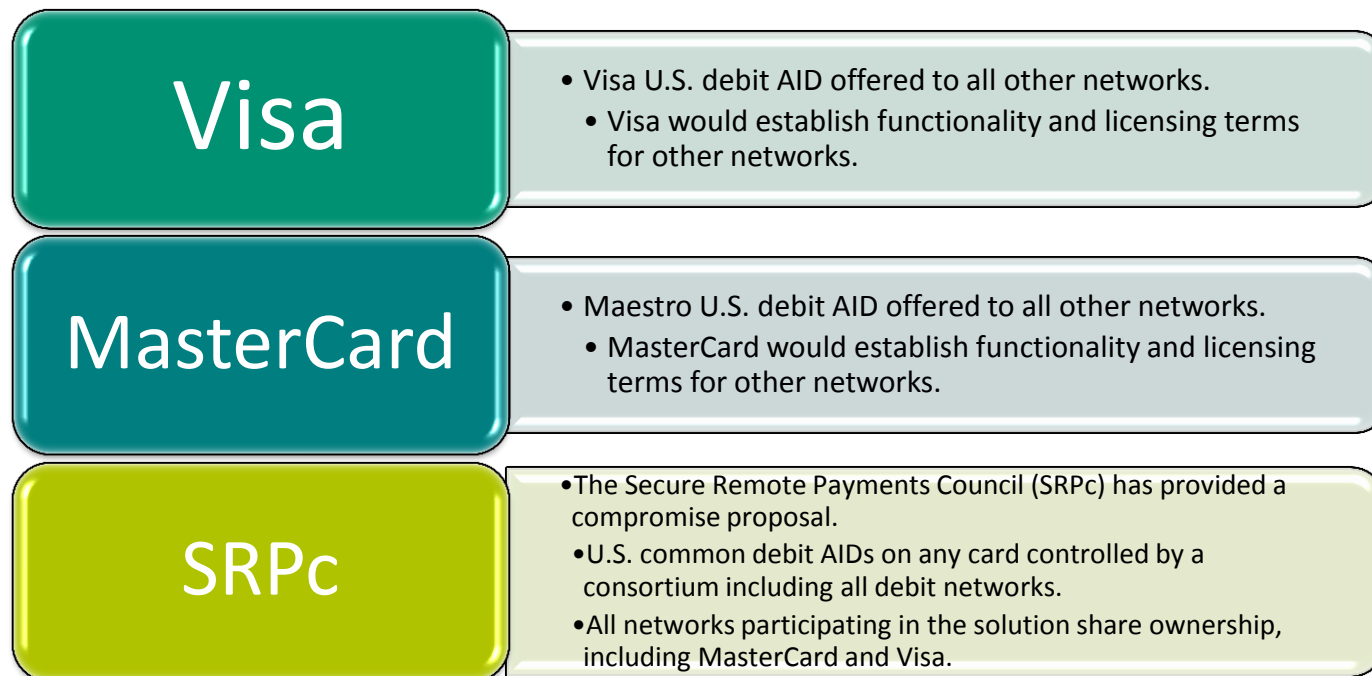 Visa
• Visa U.S. debit AID offered to all other networks.
• Visa would establish functionality and licensing terms
for other networks.
MasterCard
• Maestro U.S. debit AID offered to all other networks.
• MasterCard would establish functionality and licensing
terms for other networks.
SRPc
•The Secure Remote Payments Council (SRPc) has provided a
compromise proposal.
•U.S. common debit AIDs on any card controlled by a
consortium including all debit networks.
•All networks participating in the solution share ownership,
including MasterCard and Visa.